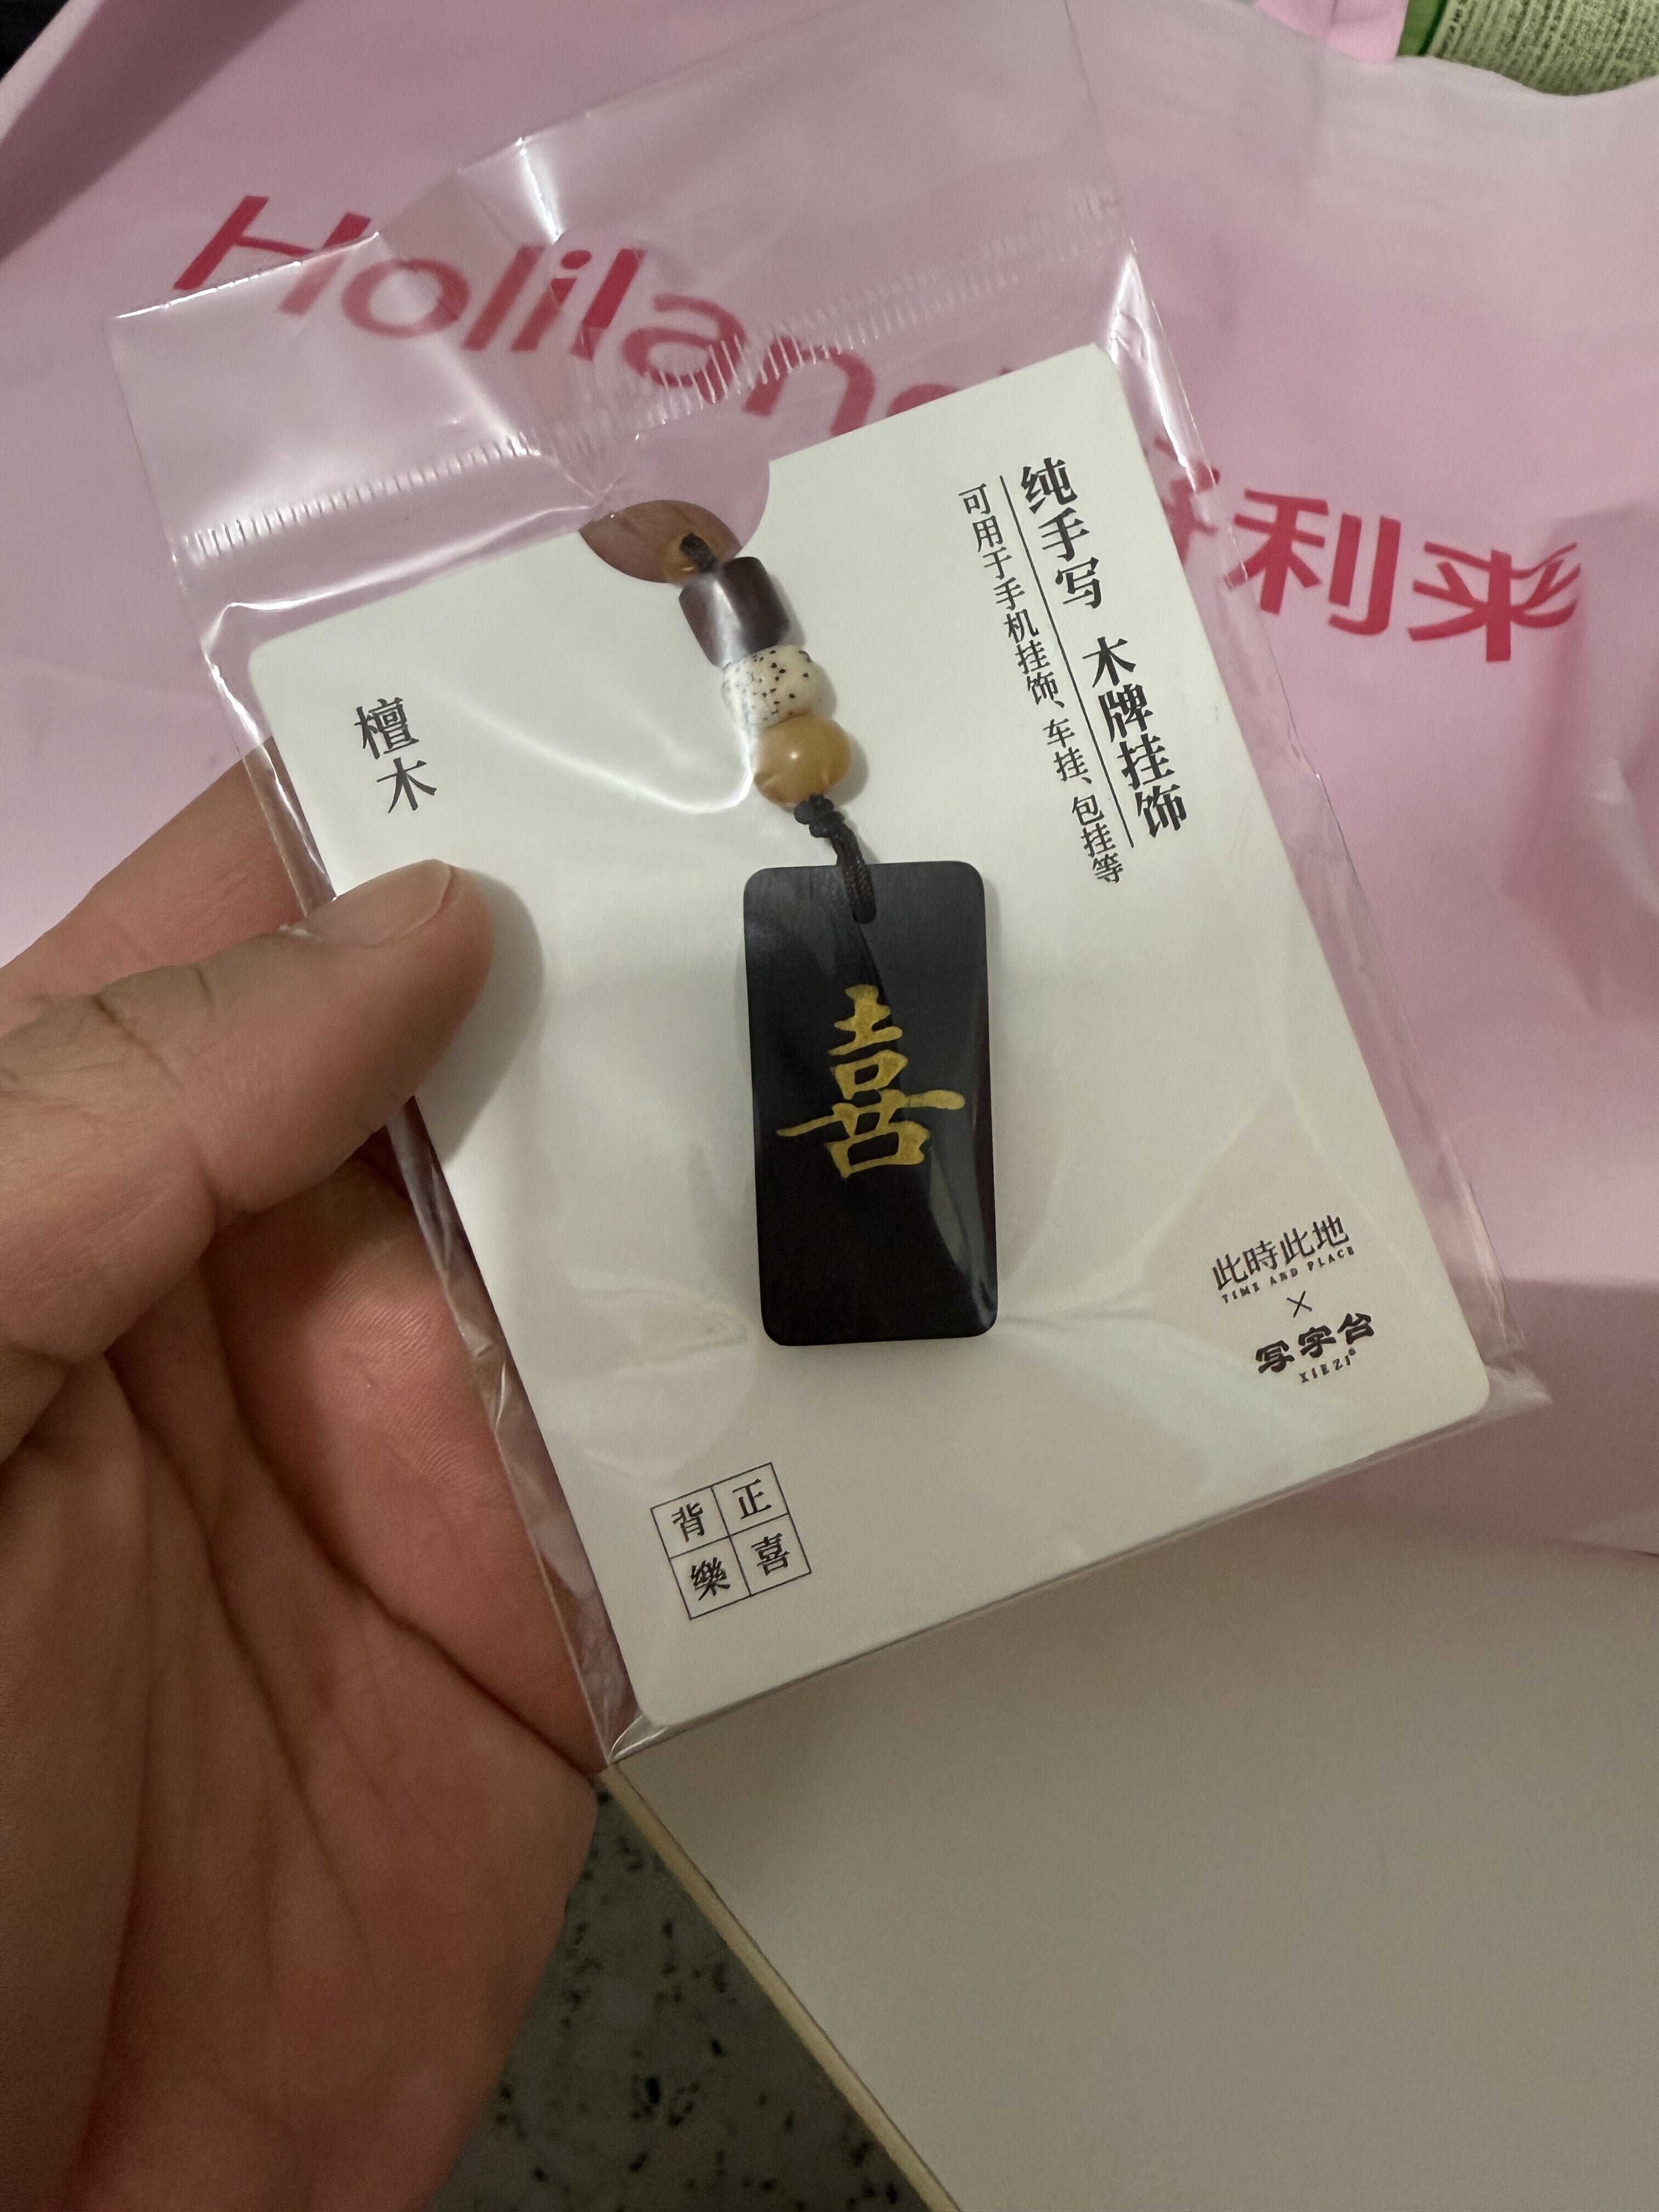 Holilan
利来
纯手写 木牌挂饰
可用于手机挂饰、车挂、包挂等
檀木
喜
此時此地
TIME AND PLACE
×
写字台
XIEZI®
正喜
背樂